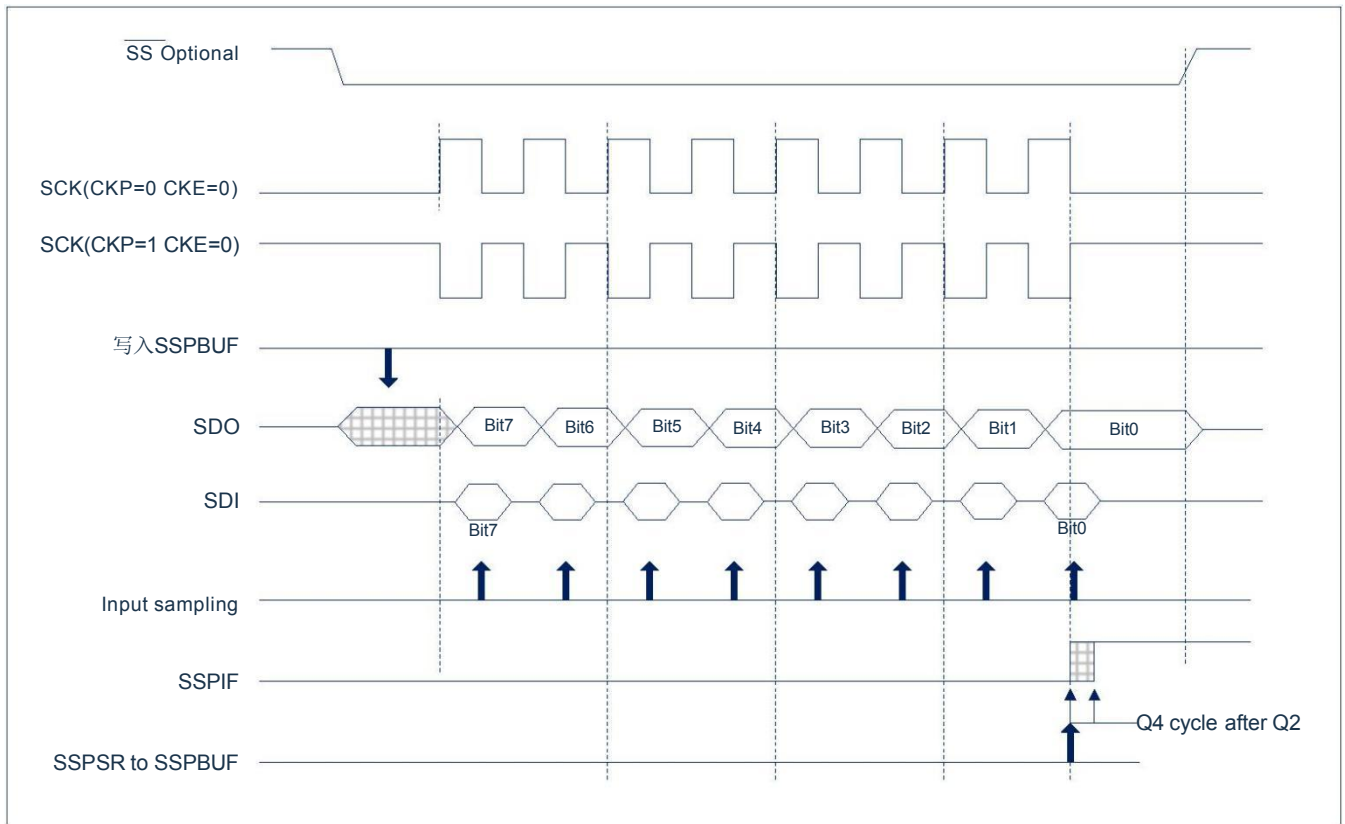 SS Optional
SCK(CKP=0 CKE=0)
SCK(CKP=1 CKE=0)
写入SSPBUF
SDO
Bit7 Bit6 Bit5 Bit4 Bit3 Bit2 Bit1 Bit0
SDI
Bit7 Bit0
Input sampling
SSPIF
Q4 cycle after Q2
SSPSR to SSPBUF